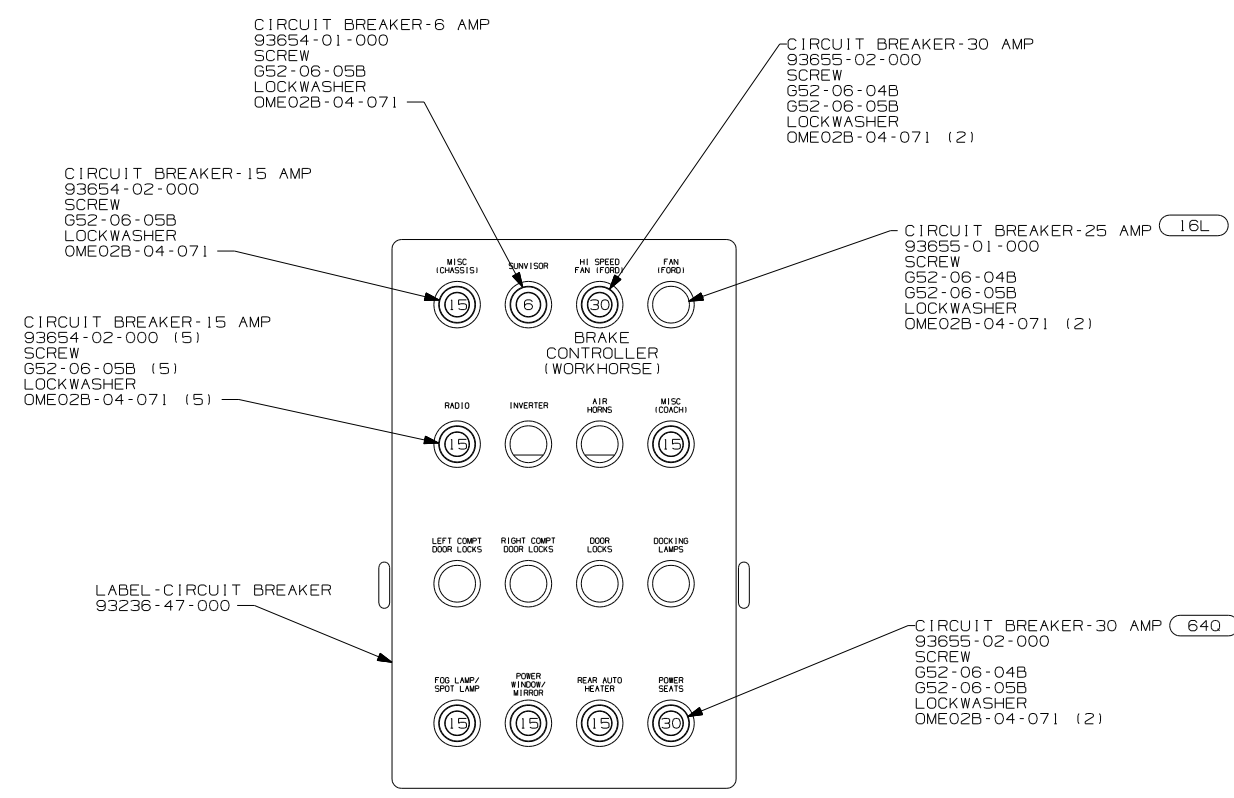 CIRCUIT BREAKER-6 AMP
93654-01-000
SCREW
G52-06-05B
LOCKWASHER
OME02B-04-071
CIRCUIT BREAKER-30 AMP
93655-02-000
SCREW
G52-06-04B
G52-06-05B
LOCKWASHER
OME02B-04-071 (2)
CIRCUIT BREAKER-15 AMP
93654-02-000
SCREW
G52-06-05B
LOCKWASHER
OME02B-04-071
CIRCUIT BREAKER-25 AMP 16L
93655-01-000
SCREW
G52-06-04B
G52-06-05B
LOCKWASHER
OME02B-04-071 (2)
CIRCUIT BREAKER-15 AMP
93654-02-000 (5)
SCREW
G52-06-05B (5)
LOCKWASHER
OME02B-04-071 (5)
MISC
(CHASSIS)
SUNVISOR
HI SPEED
FAN (FORD)
FAN
(FORD)
15
6
30
BRAKE
CONTROLLER
(WORKHORSE)
RADIO
INVERTER
AIR
HORNS
MISC
(COACH)
15
15
LEFT COMPT
DOOR LOCKS
RIGHT COMPT
DOOR LOCKS
DOOR
LOCKS
DOCKING
LAMPS
LABEL-CIRCUIT BREAKER
93236-47-000
FOG LAMP/
SPOT LAMP
POWER
WINDOW/
MIRROR
REAR AUTO
HEATER
POWER
SEATS
15
15
15
30
CIRCUIT BREAKER-30 AMP 64Q
93655-02-000
SCREW
G52-06-04B
G52-06-05B
LOCKWASHER
OME02B-04-071 (2)